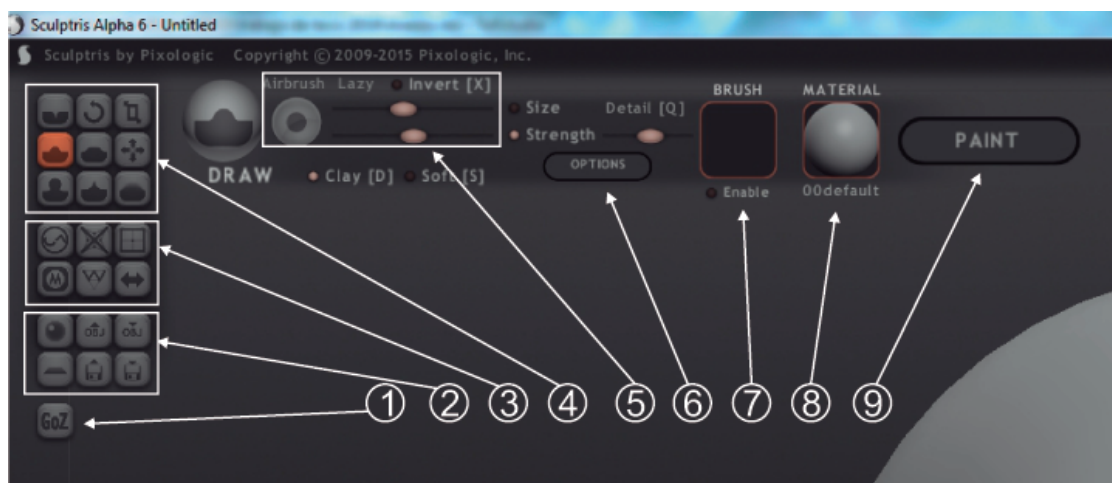 Sculptris Alpha 6 - Untitled
Sculptris by Pixologic Copyright © 2009-2015 Pixologic, Inc.
Airbrush Lazy Invert [X]
Size Detail [Q]
Strength
BRUSH
MATERIAL
PAINT
OPTIONS
DRAW
Clay [D] Soft [S]
Enable
00default
OBJ OBJ
1 2 3 4 5 6 7 8 9
GoZ